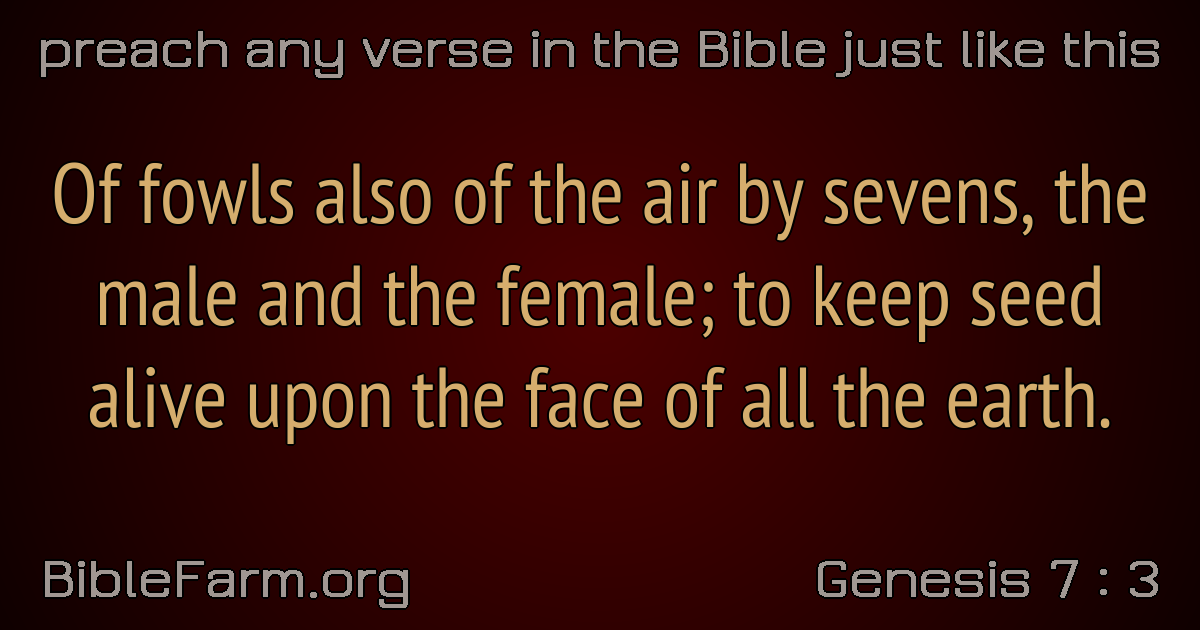 preach any verse in the Bible just like this
Of fowls also of the air by sevens, the
male and the female; to keep seed
alive upon the face of all the earth.
BibleFarm.org
Genesis 7 : 3